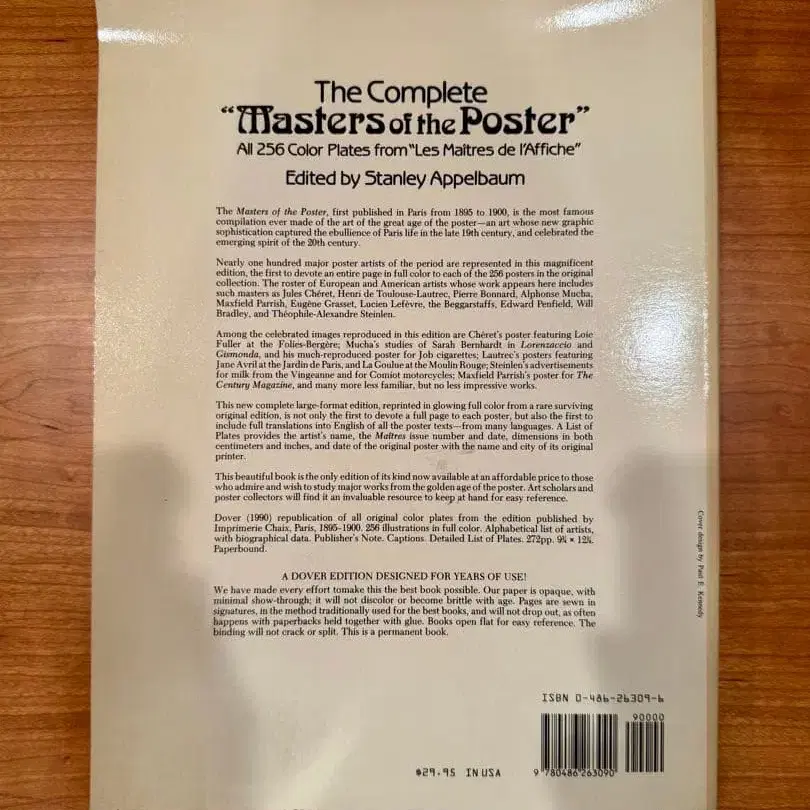 The Complete
"Masters of the Poster"
All 256 Color Plates from "Les Maîtres de l'Affiche"
Edited by Stanley Appelbaum
The Masters of the Poster, first published in Paris from 1895 to 1900, is the most famous
compilation ever made of the art of the great age of the poster—an art whose new graphic
sophistication captured the ebullience of Paris life in the late 19th century, and celebrated the
emerging spirit of the 20th century.
Nearly one hundred major poster artists of the period are represented in this magnificent
edition, the first to devote an entire page in full color to each of the 256 posters in the original
collection. The roster of European and American artists whose work appears here includes
such masters as Jules Chéret, Henri de Toulouse-Lautrec, Pierre Bonnard, Alphonse Mucha,
Maxfield Parrish, Eugène Grasset, Lucien Lefèvre, the Beggarstaffs, Edward Penfield, Will
Bradley, and Théophile-Alexandre Steinlen.
Among the celebrated images reproduced in this edition are Chéret's poster featuring Loie
Fuller at the Folies-Bergère; Mucha's studies of Sarah Bernhardt in Lorenzaccio and
Gismonda, and his much-reproduced poster for Job cigarettes; Lautrec's posters featuring
Jane Avril at the Jardin de Paris, and La Goulue at the Moulin Rouge; Steinlen's advertisements
for milk from the Vingeanne and for Comiot motorcycles; Maxfield Parrish's poster for The
Century Magazine, and many more less familiar, but no less impressive works.
This new complete large-format edition, reprinted in glowing full color from a rare surviving
original edition, is not only the first to devote a full page to each poster, but also the first to
include full translations into English of all the poster texts—from many languages. A List of
Plates provides the artist's name, the Maîtres issue number and date, dimensions in both
centimeters and inches, and date of the original poster with the name and city of its original
printer.
This beautiful book is the only edition of its kind now available at an affordable price to those
who admire and wish to study major works from the golden age of the poster. Art scholars and
poster collectors will find it an invaluable resource to keep at hand for easy reference.
Dover (1990) republication of all original color plates from the edition published by
Imprimerie Chaix, Paris, 1895-1900. 256 illustrations in full color. Alphabetical list of artists,
with biographical data. Publisher's Note. Captions. Detailed List of Plates. 272pp. 9¼ × 12¼.
Paperbound.
A DOVER EDITION DESIGNED FOR YEARS OF USE!
We have made every effort tomake this the best book possible. Our paper is opaque, with
minimal show-through; it will not discolor or become brittle with age. Pages are sewn in
signatures, in the method traditionally used for the best books, and will not drop out, as often
happens with paperbacks held together with glue. Books open flat for easy reference. The
binding will not crack or split. This is a permanent book.
Cover design by Paul E. Kennedy
ISBN 0-486-26309-6
90000
9 780486 263090
$29.95 IN USA